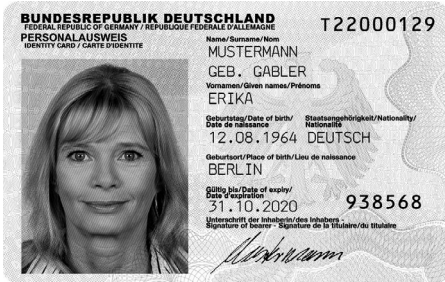 BUNDESREPUBLIK DEUTSCHLAND
FEDERAL REPUBLIC OF GERMANY / REPUBLIQUE FEDERALE D'ALLEMAGNE
PERSONALAUSWEIS
IDENTITY CARD / CARTE D'IDENTITE
T22000129
Name/Surname/Nom
MUSTERMANN
GEB. GABLER
Vornamen/Given names/Prénoms
ERIKA
Geburtstag/Date of birth/
Date de naissance
Staatsangehörigkeit/Nationality/
Nationalité
12.08.1964 DEUTSCH
Geburtsort/Place of birth/Lieu de naissance
BERLIN
Gültig bis/Date of expiry/
Date d'expiration
31.10.2020
938568
Unterschrift der Inhaberin/des Inhabers -
Signature of bearer - Signature de la titulaire/du titulaire
Mustermann